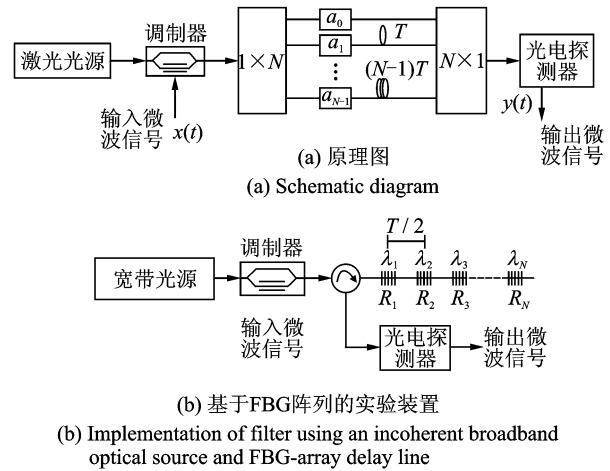 激光光源
调制器
1×N
a₀
a₁
T
⋮
(N−1)T
a_{N−1}
N×1
光电探
测器
输入微
波信号
x(t)
y(t)
输出微
波信号
(a) 原理图
(a) Schematic diagram
宽带光源
调制器
输入微
波信号
T / 2
λ₁ λ₂ λ₃ λ_N
R₁ R₂ R₃ R_N
光电探
测器
输出微
波信号
(b) 基于FBG阵列的实验装置
(b) Implementation of filter using an incoherent broadband
optical source and FBG-array delay line